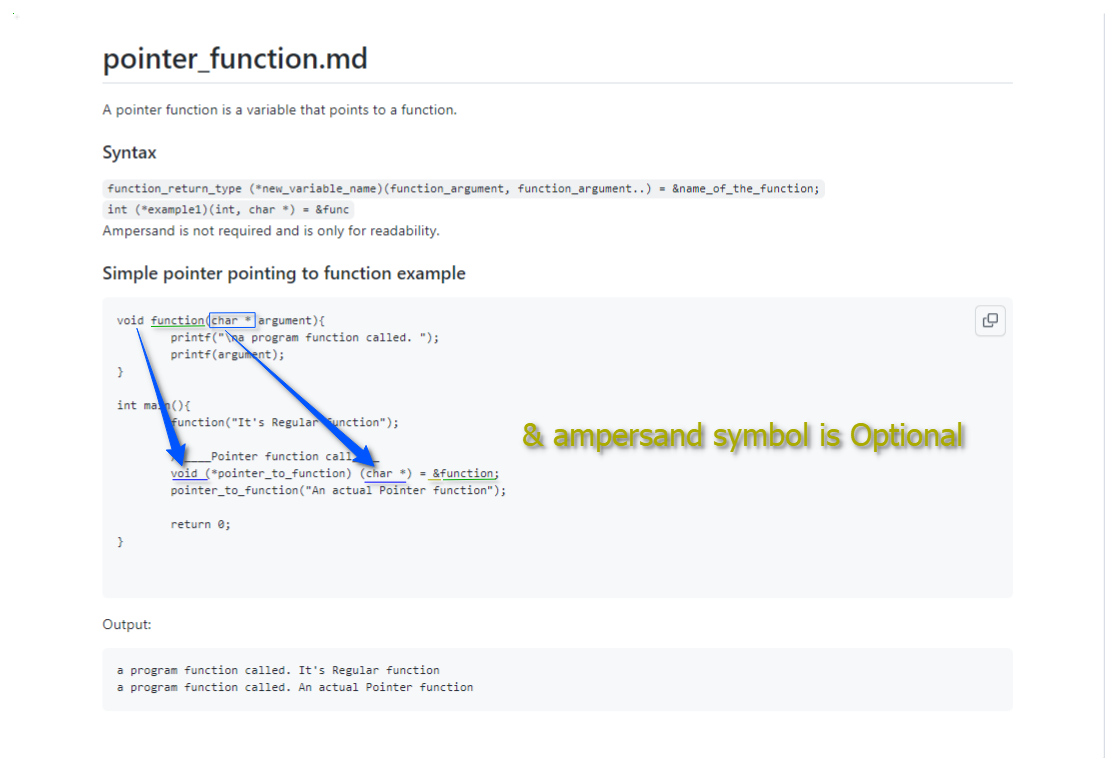 pointer_function.md
A pointer function is a variable that points to a function.
Syntax
function_return_type (*new_variable_name)(function_argument, function_argument..) = &name_of_the_function;
int (*example1)(int, char *) = &func
Ampersand is not required and is only for readability.
Simple pointer pointing to function example
void function(char * argument){
printf("\na program function called. ");
printf(argument);
}
int main(){
function("It's Regular function");
& ampersand symbol is Optional
Pointer function
void (*pointer_to_function) (char *) = &function;
pointer_to_function("An actual Pointer function");
return 0;
}
Output:
a program function called. It's Regular function
a program function called. An actual Pointer function